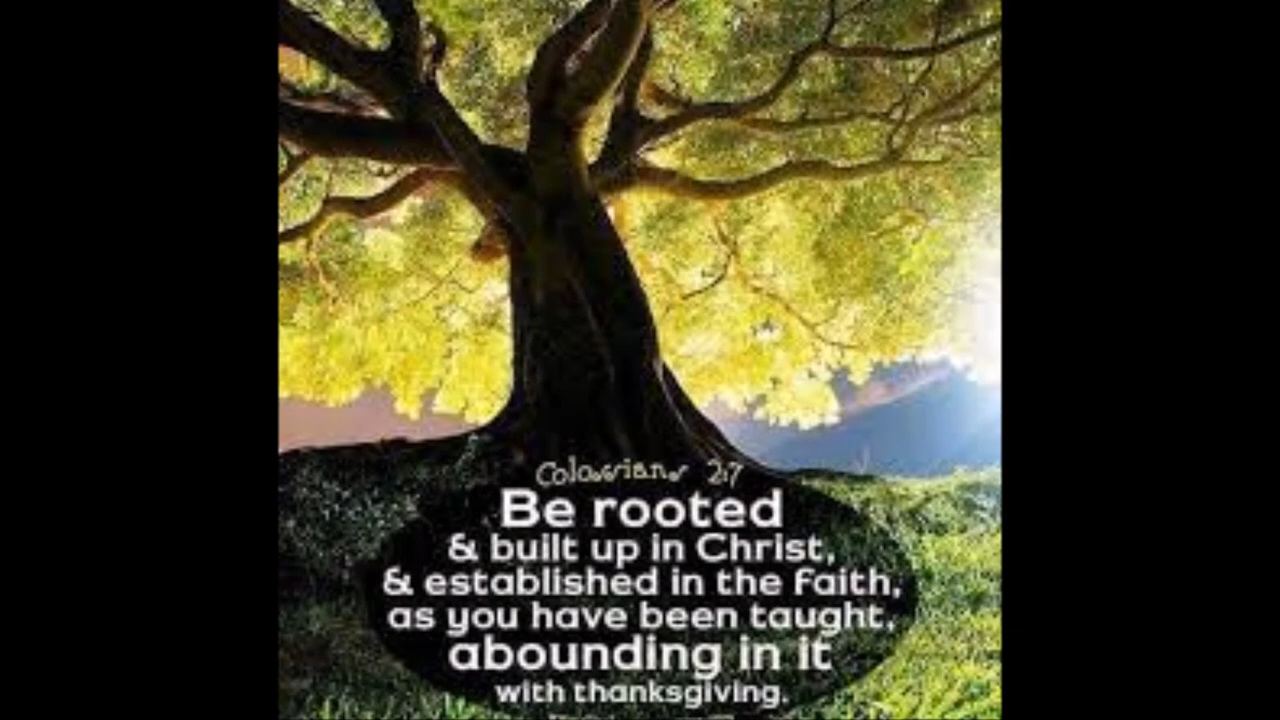 Colossians 2:7
Be rooted
& built up in Christ,
& established in the faith,
as you have been taught,
abounding in it
with thanksgiving.